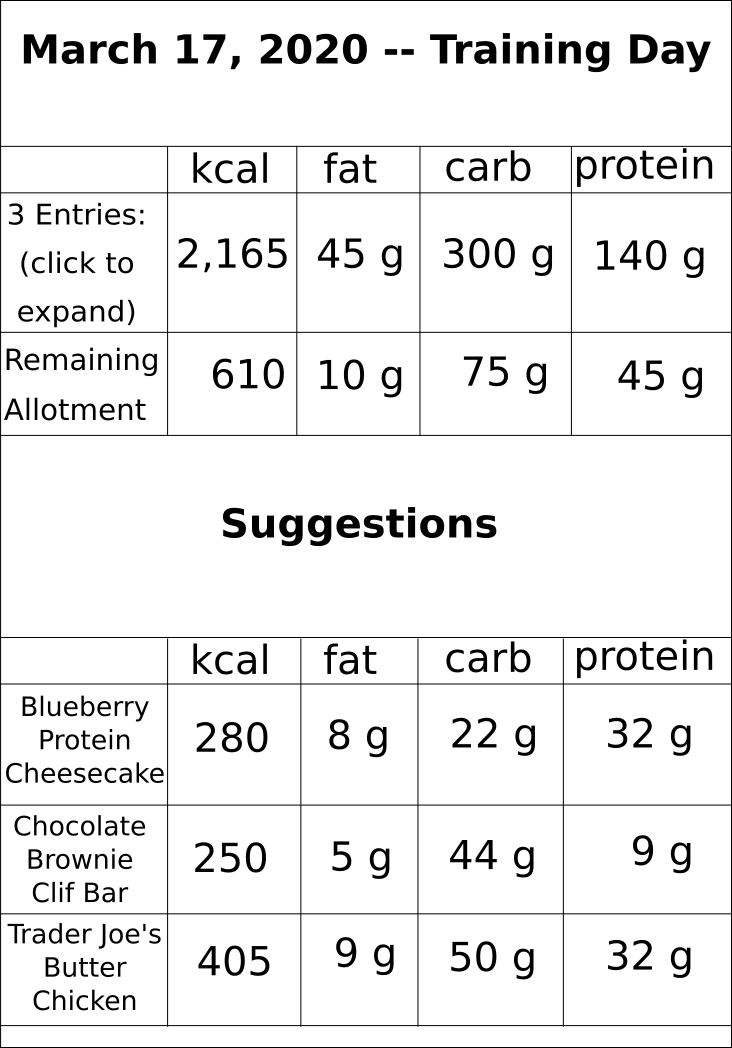 March 17, 2020 -- Training Day
kcal fat carb protein
3 Entries:
(click to
expand)
2,165 45 g 300 g 140 g
Remaining
Allotment
610 10 g 75 g 45 g
Suggestions
kcal fat carb protein
Blueberry
Protein
Cheesecake
280 8 g 22 g 32 g
Chocolate
Brownie
Clif Bar
250 5 g 44 g 9 g
Trader Joe's
Butter
Chicken
405 9 g 50 g 32 g